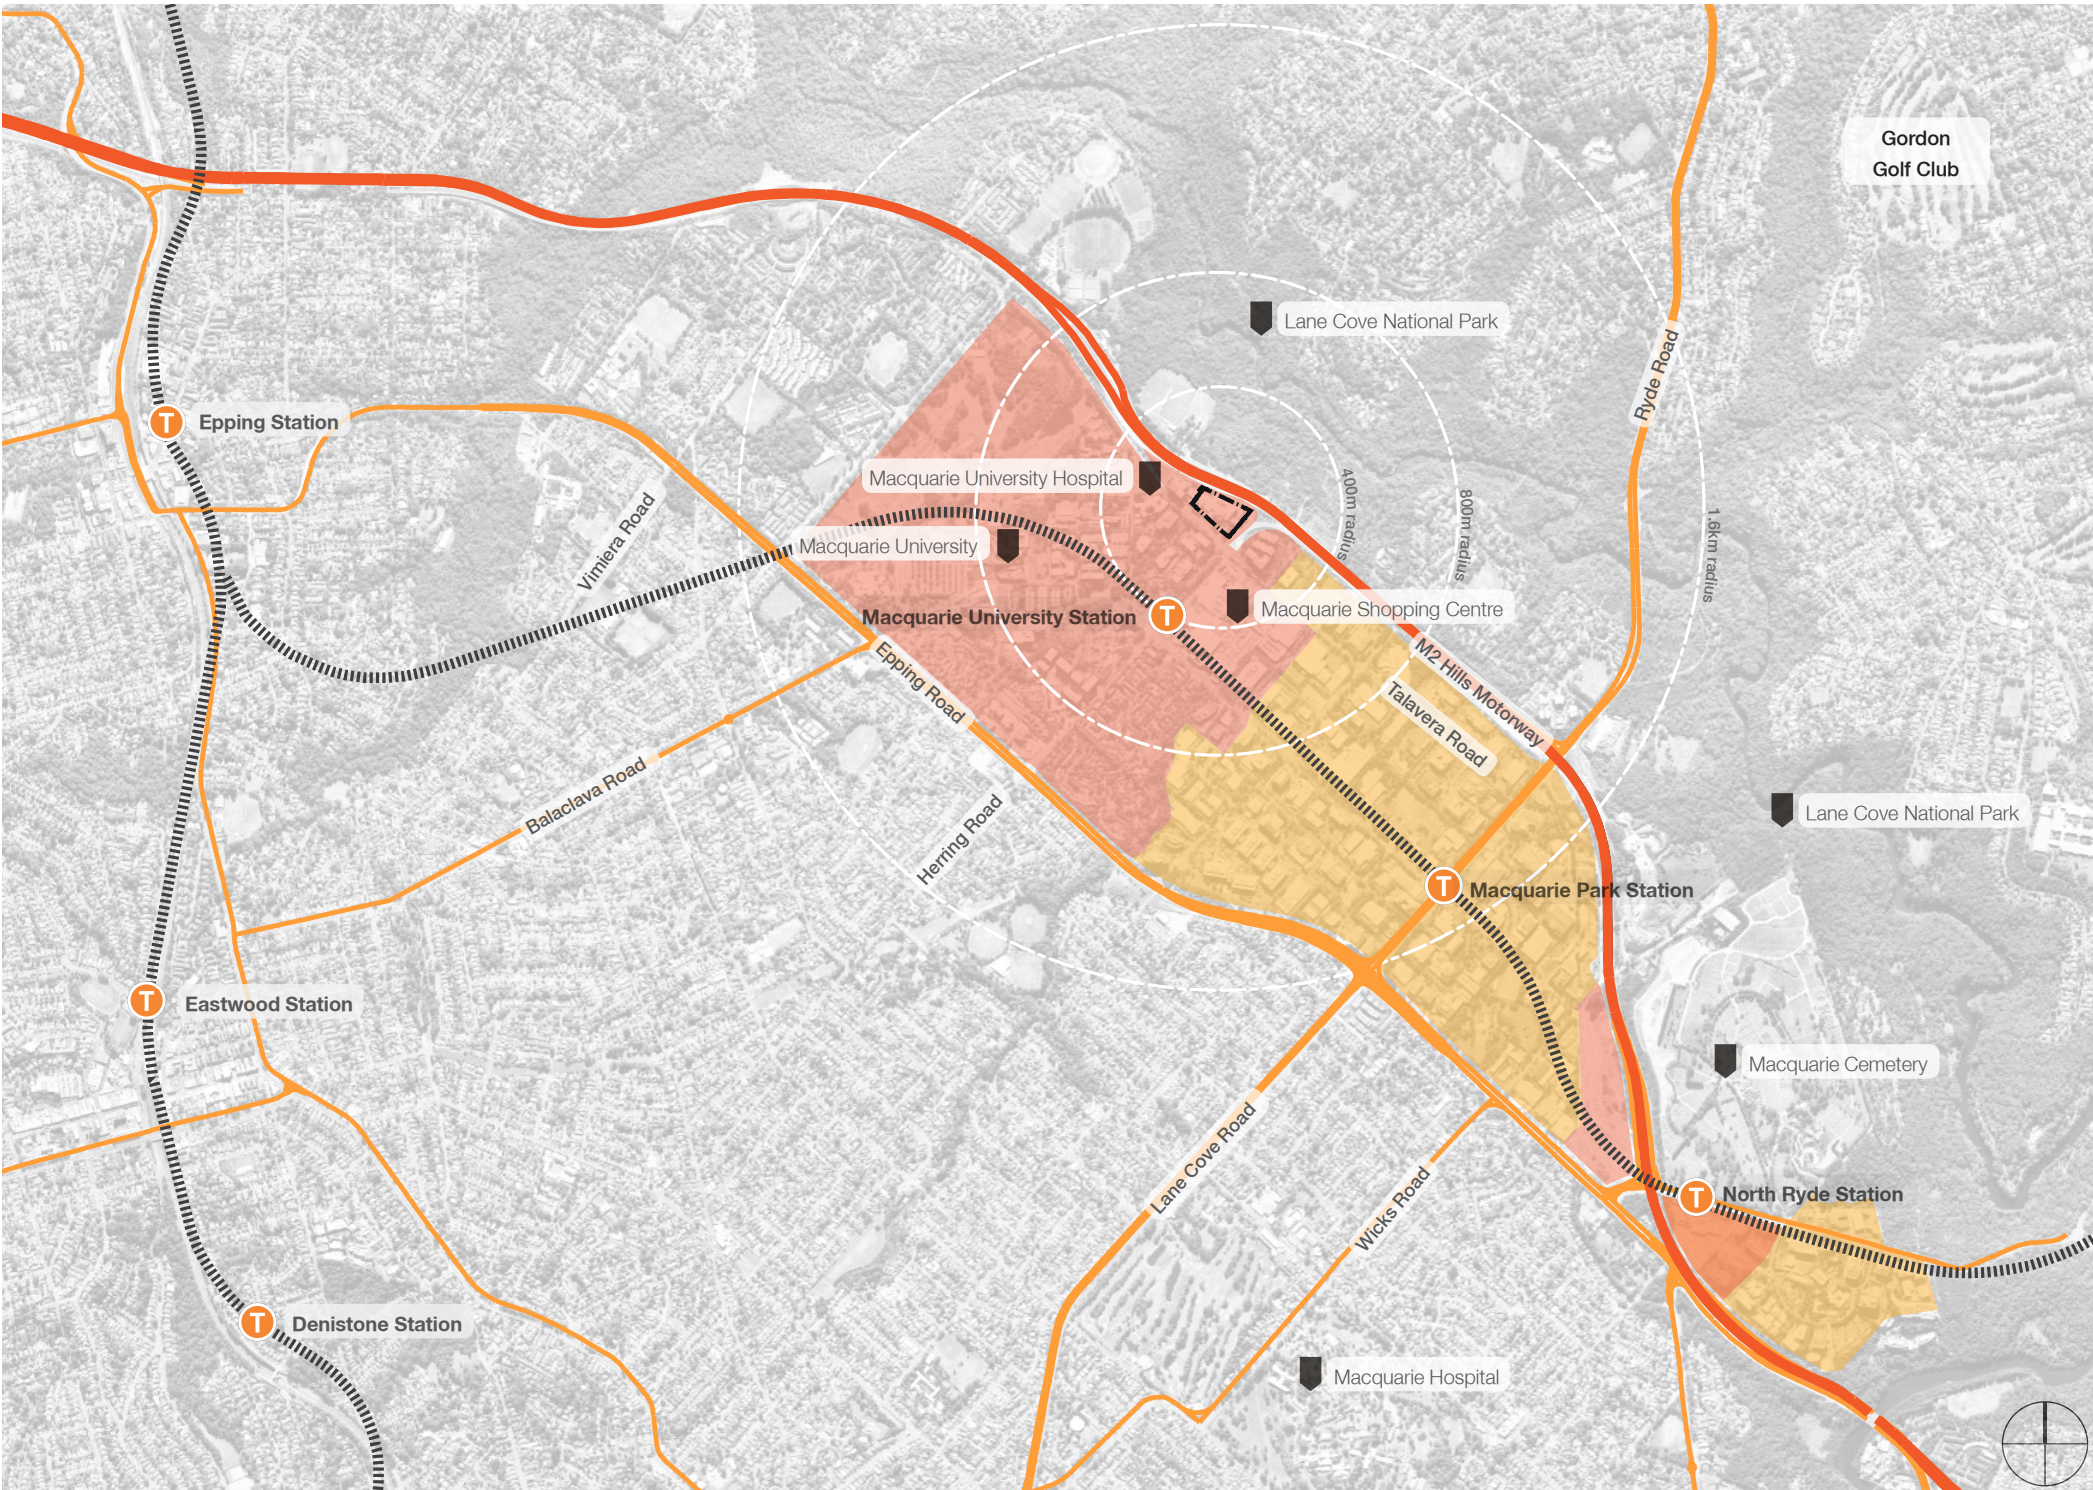 Gordon
Golf Club
Lane Cove National Park
Ryde Road
T
Epping Station
Macquarie University Hospital
400m radius
800m radius
1.6km radius
Vimiera Road
Macquarie University
Macquarie University Station
T
Macquarie Shopping Centre
Epping Road
M2 Hills Motorway
Talavera Road
Balaclava Road
Herring Road
Lane Cove National Park
T
Macquarie Park Station
T
Eastwood Station
Macquarie Cemetery
Lane Cove Road
Wicks Road
T
North Ryde Station
T
Denistone Station
Macquarie Hospital